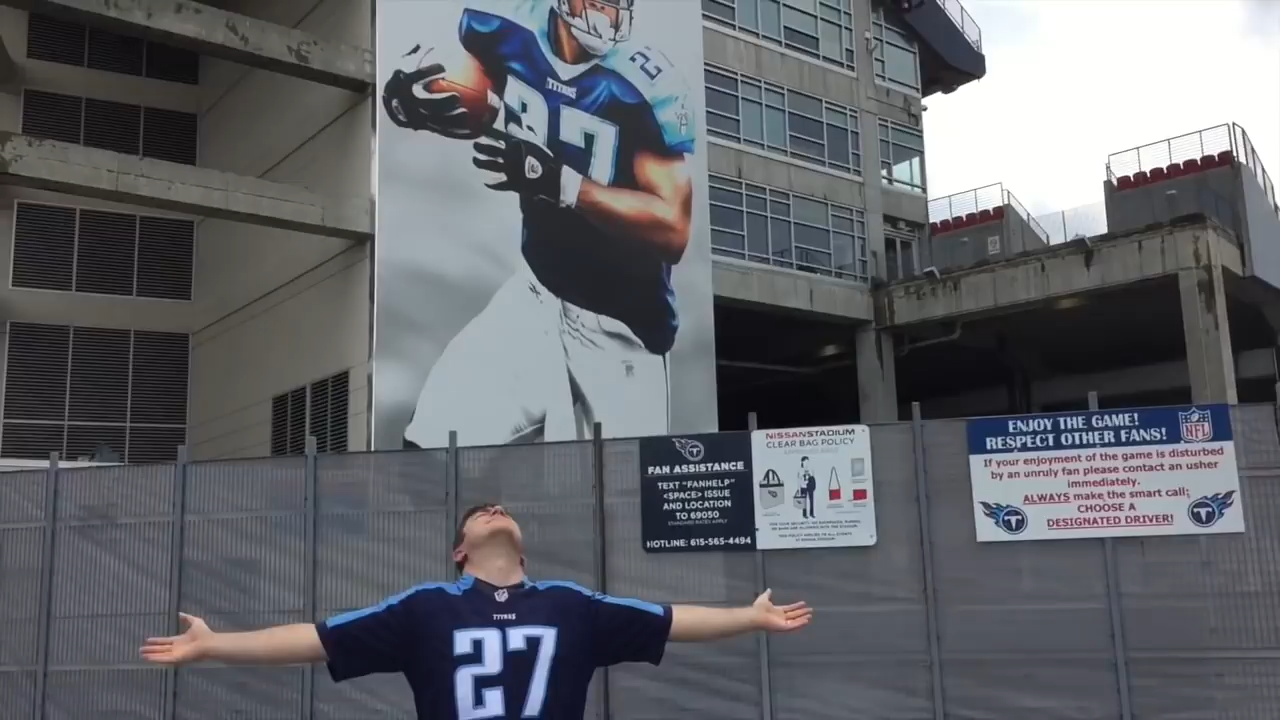 2
TITANS
37
FAN ASSISTANCE
TEXT "FANHELP"
<SPACE> ISSUE
AND LOCATION
TO 69050
STANDARD RATES APPLY
HOTLINE: 615-565-4494
NISSANSTADIUM
CLEAR BAG POLICY
ENJOY THE GAME!
RESPECT OTHER FANS!
NFL
If your enjoyment of the game is disturbed
by an unruly fan please contact an usher
immediately.
ALWAYS make the smart call;
CHOOSE A
DESIGNATED DRIVER!
T
T
TITANS
27